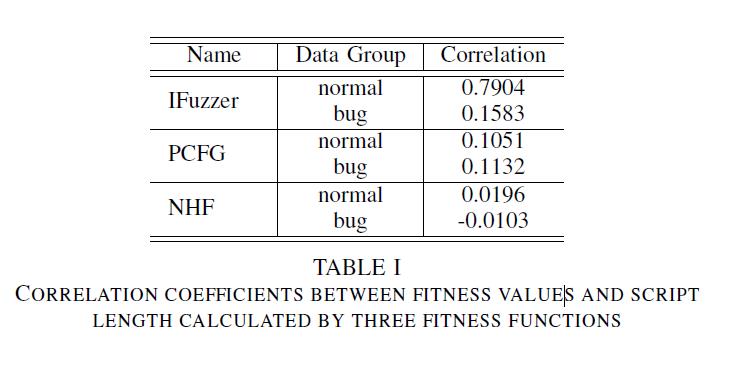 Name Data Group Correlation
IFuzzer normal 0.7904
bug 0.1583
PCFG normal 0.1051
bug 0.1132
NHF normal 0.0196
bug -0.0103
TABLE I
CORRELATION COEFFICIENTS BETWEEN FITNESS VALUES AND SCRIPT
LENGTH CALCULATED BY THREE FITNESS FUNCTIONS